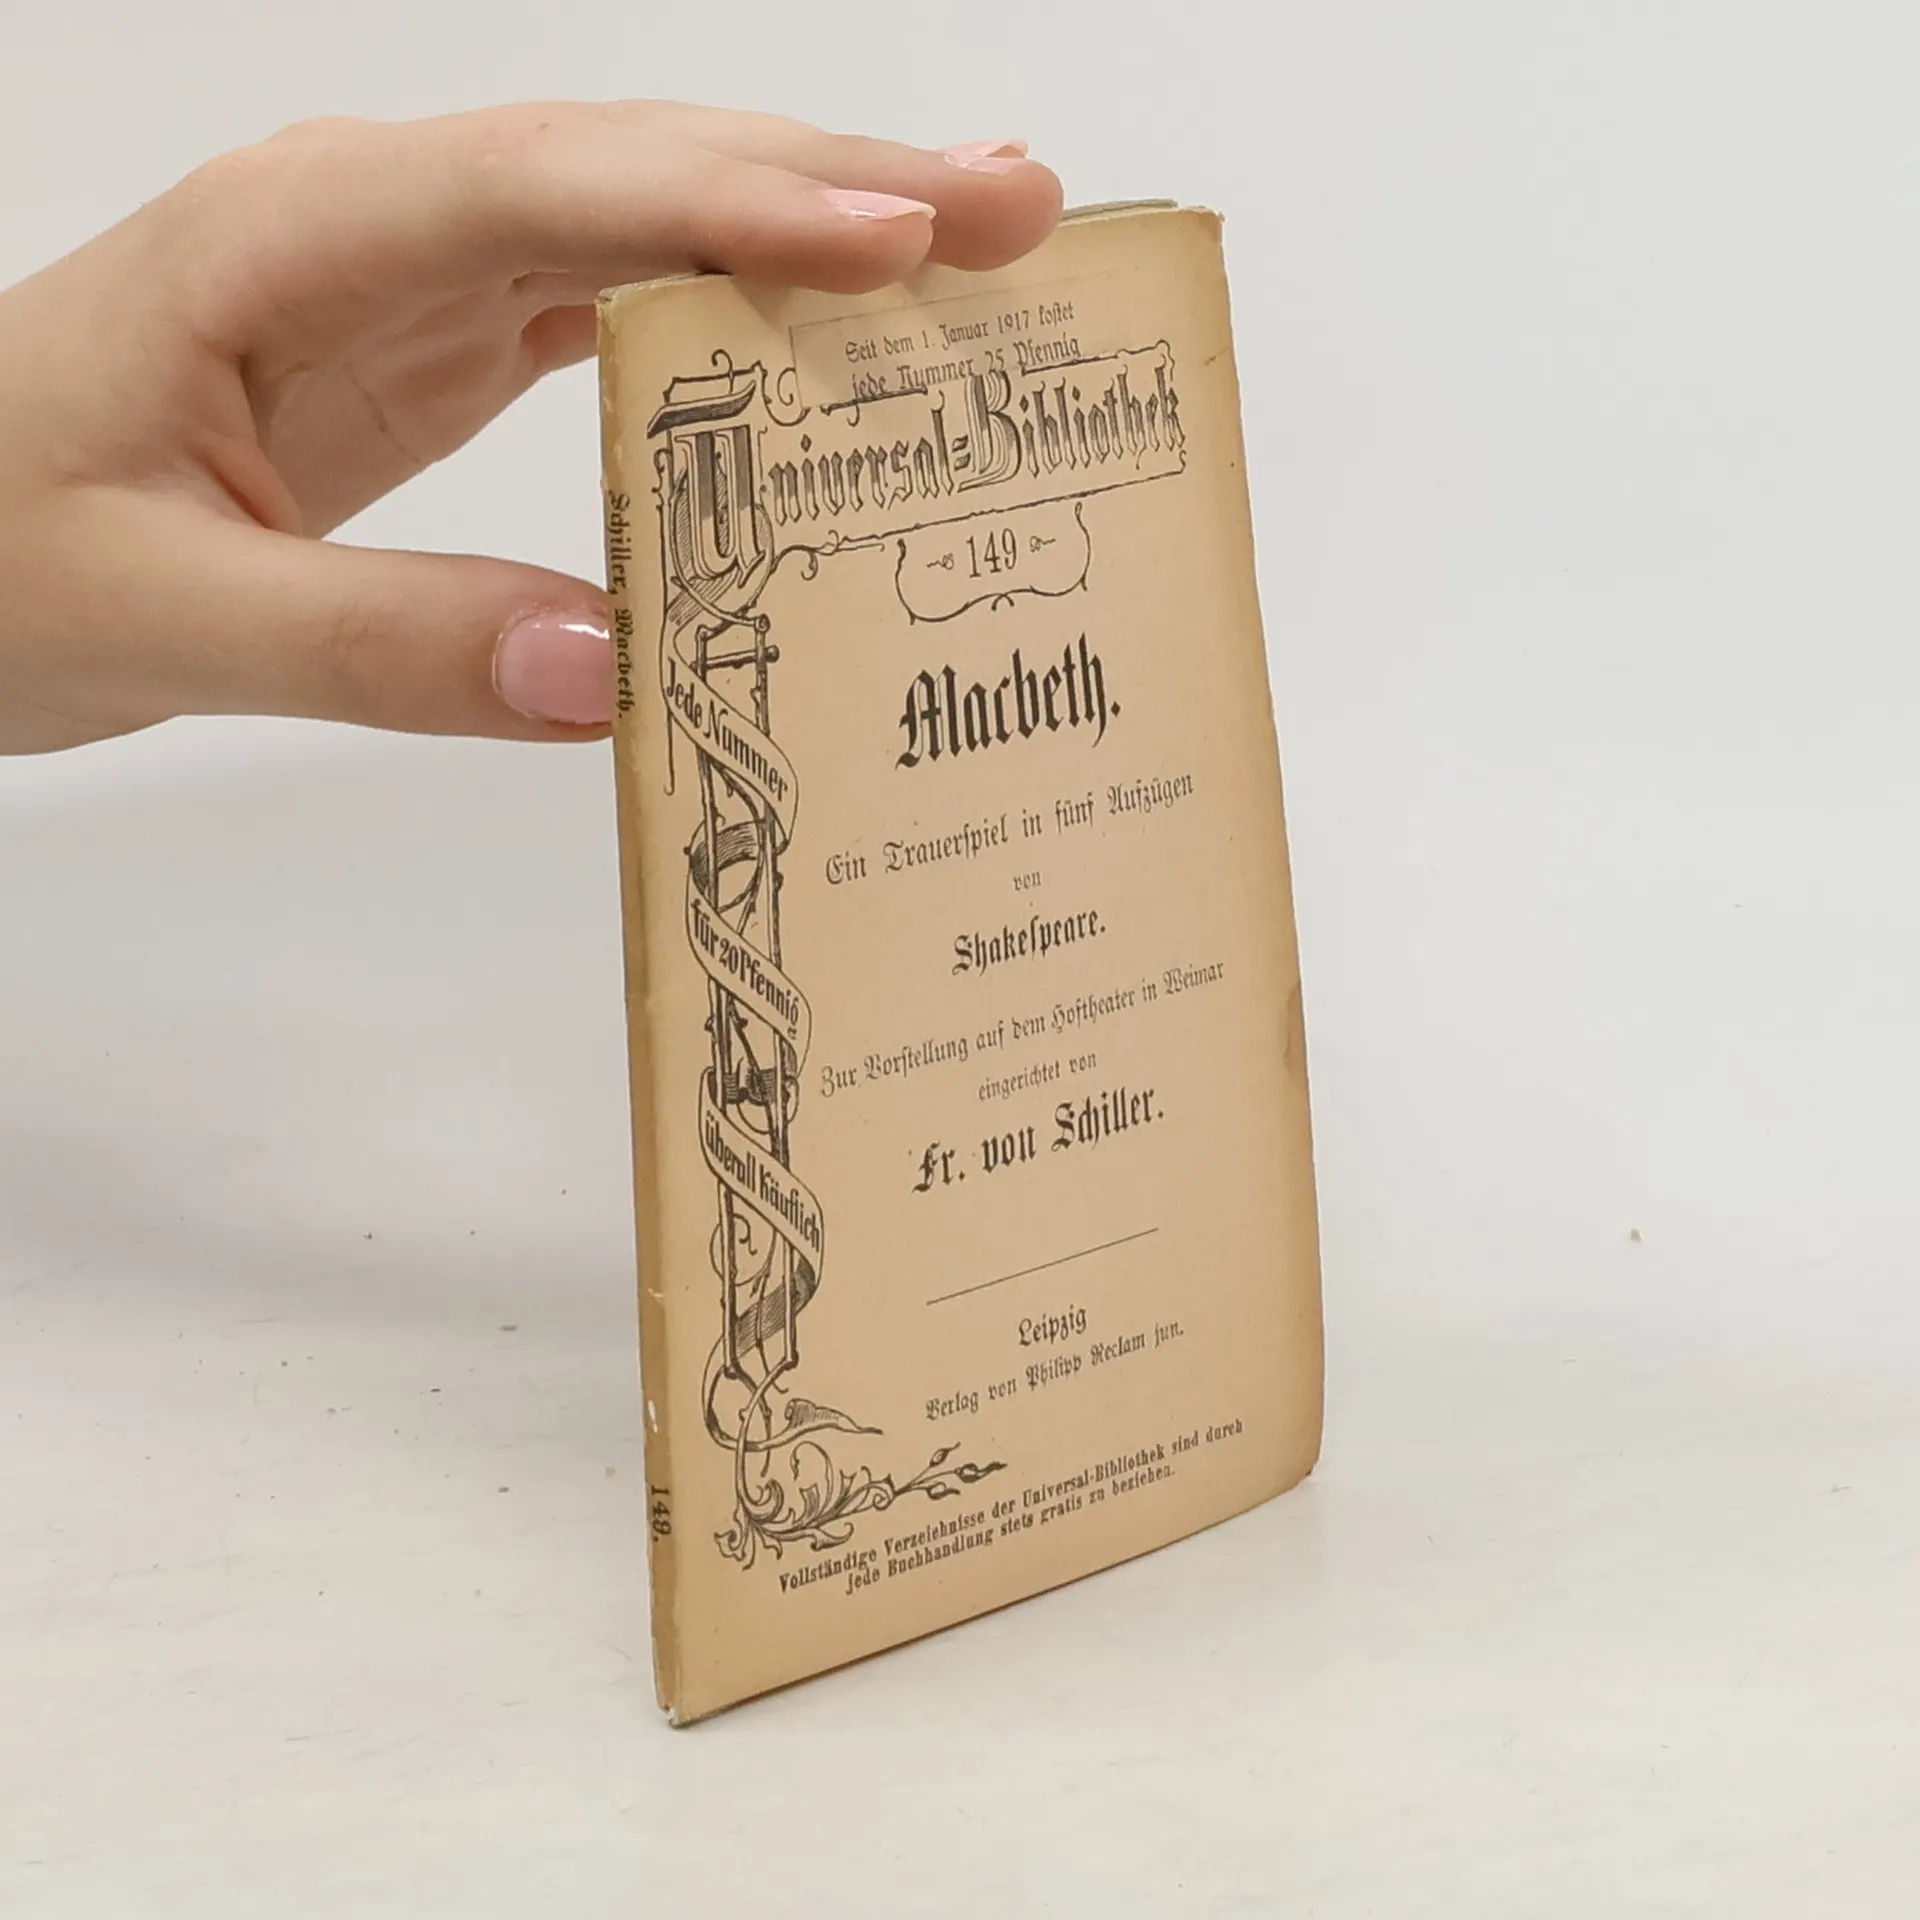 Seit dem 1. Januar 1917 kostet
jede Nummer 25 Pfennig
Universal=Bibliothek
149
Macbeth.
Ein Trauerſpiel in fünf Aufzügen
von
Shakeſpeare.
Zur Vorſtellung auf dem Hoftheater in Weimar
eingerichtet von
Fr. von Schiller.
Leipzig
Verlag von Philipp Reclam jun.
Vollständige Verzeichnisse der Universal-Bibliothek sind durch
jede Buchhandlung stets gratis zu beziehen.
Jede Nummer
für 20 Pfennig
überall käuflich
Schiller, Macbeth.
149.